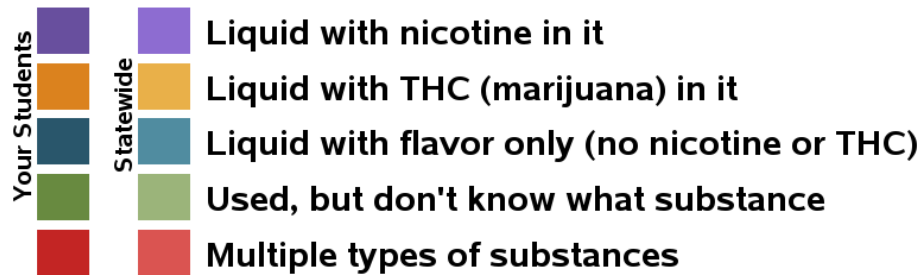 Your Students
Statewide
Liquid with nicotine in it
Liquid with THC (marijuana) in it
Liquid with flavor only (no nicotine or THC)
Used, but don't know what substance
Multiple types of substances